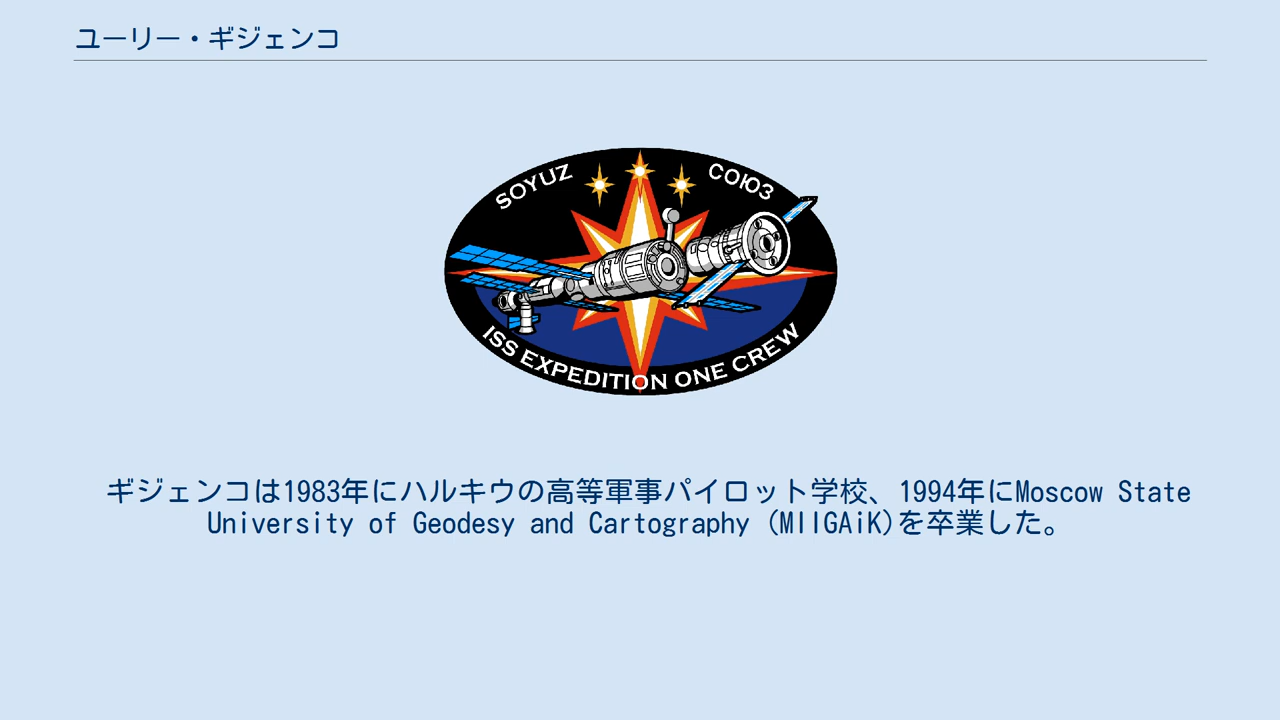 ユーリー・ギジェンコ
SOYUZ
СОЮЗ
ISS EXPEDITION ONE CREW
ギジェンコは1983年にハルキウの高等軍事パイロット学校、1994年にMoscow State
University of Geodesy and Cartography (MIIGAiK)を卒業した。